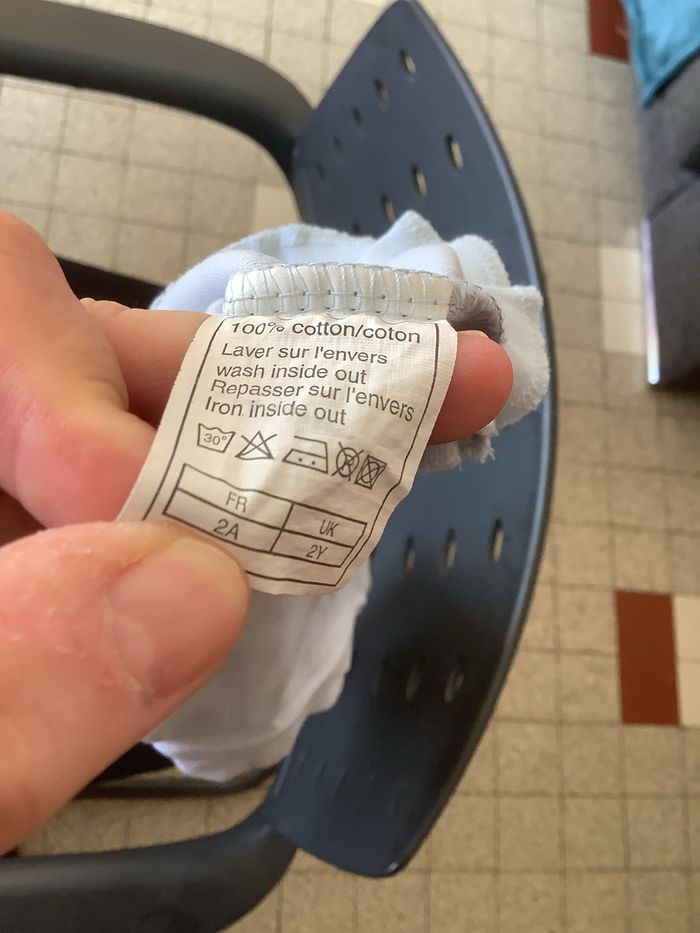 100% cotton/coton
Laver sur l'envers
wash inside out
Repasser sur l'envers
Iron inside out
30°
FR UK
2A 2Y